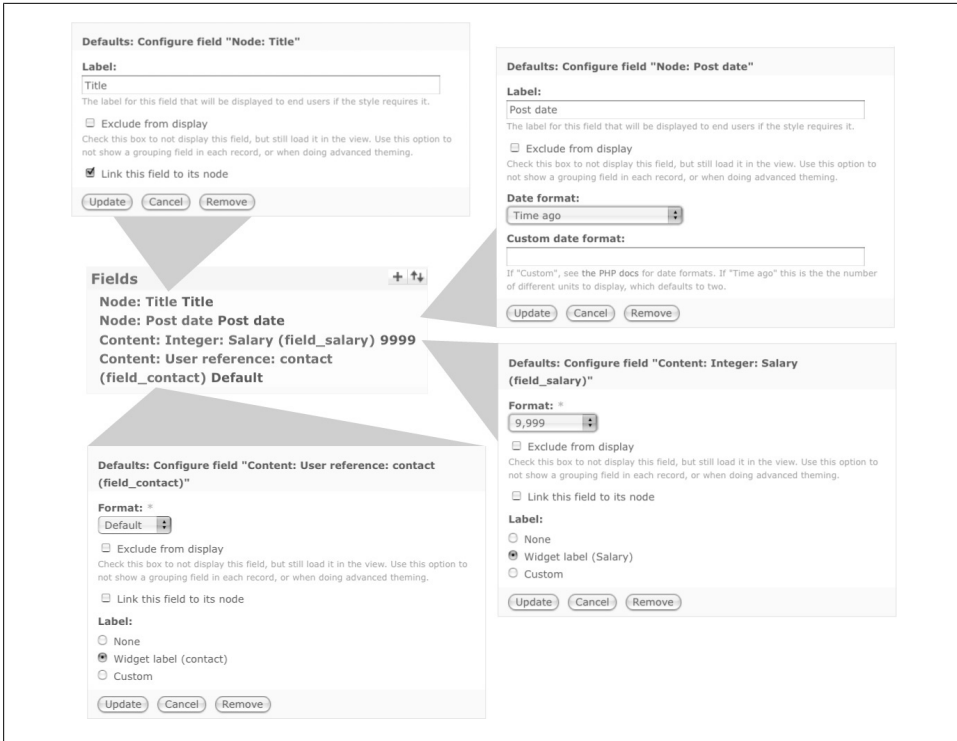 Defaults: Configure field "Node: Title"
Label:
Title
The label for this field that will be displayed to end users if the style requires it.
Exclude from display
Check this box to not display this field, but still load it in the view. Use this option to
not show a grouping field in each record, or when doing advanced theming.
Link this field to its node
Update Cancel Remove
Defaults: Configure field "Node: Post date"
Label:
Post date
The label for this field that will be displayed to end users if the style requires it.
Exclude from display
Check this box to not display this field, but still load it in the view. Use this option to
not show a grouping field in each record, or when doing advanced theming.
Date format:
Time ago
Custom date format:
If "Custom", see the PHP docs for date formats. If "Time ago" this is the the number
of different units to display, which defaults to two.
Update Cancel Remove
Fields
Node: Title Title
Node: Post date Post date
Content: Integer: Salary (field_salary) 9999
Content: User reference: contact
(field_contact) Default
Defaults: Configure field "Content: Integer: Salary
(field_salary)"
Format: *
9,999
Exclude from display
Check this box to not display this field, but still load it in the view. Use this option to
not show a grouping field in each record, or when doing advanced theming.
Link this field to its node
Label:
None
Widget label (Salary)
Custom
Update Cancel Remove
Defaults: Configure field "Content: User reference: contact
(field_contact)"
Format: *
Default
Exclude from display
Check this box to not display this field, but still load it in the view. Use this option to
not show a grouping field in each record, or when doing advanced theming.
Link this field to its node
Label:
None
Widget label (contact)
Custom
Update Cancel Remove